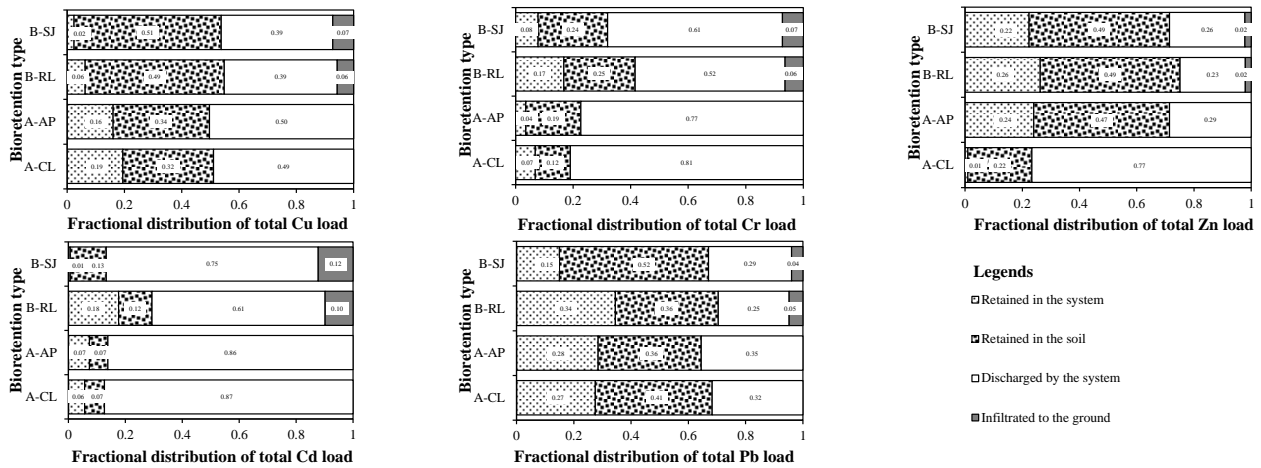 Bioretention type
B-SJ
0.02
0.51
0.39
0.07
B-RL
0.06
0.49
0.39
0.06
A-AP
0.16
0.34
0.50
A-CL
0.19
0.32
0.49
0 0.2 0.4 0.6 0.8 1
Fractional distribution of total Cu load
Bioretention type
B-SJ
0.08
0.24
0.61
0.07
B-RL
0.17
0.25
0.52
0.06
A-AP
0.04
0.19
0.77
A-CL
0.07
0.12
0.81
0 0.2 0.4 0.6 0.8 1
Fractional distribution of total Cr load
Bioretention type
B-SJ
0.22
0.49
0.26
0.02
B-RL
0.26
0.49
0.23
0.02
A-AP
0.24
0.47
0.29
A-CL
0.01
0.22
0.77
0 0.2 0.4 0.6 0.8 1
Fractional distribution of total Zn load
Bioretention type
B-SJ
0.01
0.13
0.75
0.12
B-RL
0.18
0.12
0.61
0.10
A-AP
0.07
0.07
0.86
A-CL
0.06
0.07
0.87
0 0.2 0.4 0.6 0.8 1
Fractional distribution of total Cd load
Bioretention type
B-SJ
0.15
0.52
0.29
0.04
B-RL
0.34
0.36
0.25
0.05
A-AP
0.28
0.36
0.35
A-CL
0.27
0.41
0.32
0 0.2 0.4 0.6 0.8 1
Fractional distribution of total Pb load
Legends
Retained in the system
Retained in the soil
Discharged by the system
Infiltrated to the ground